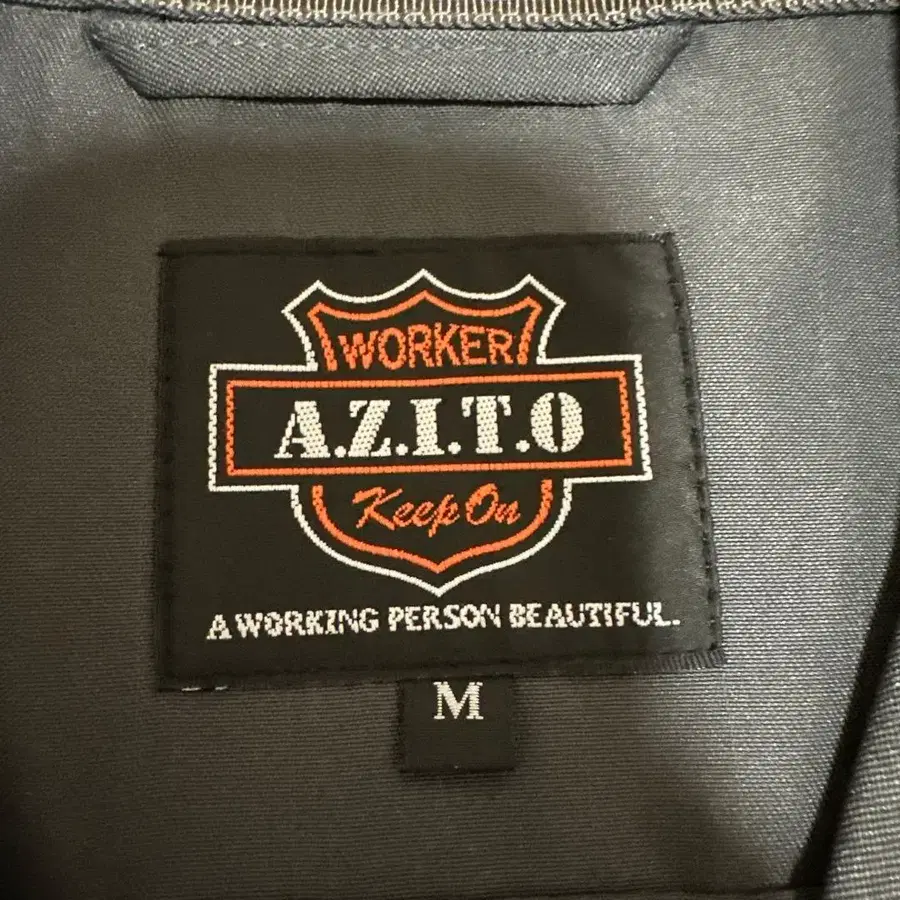 WORKER
A.Z.I.T.O
Keep On
A WORKING PERSON BEAUTIFUL.
M